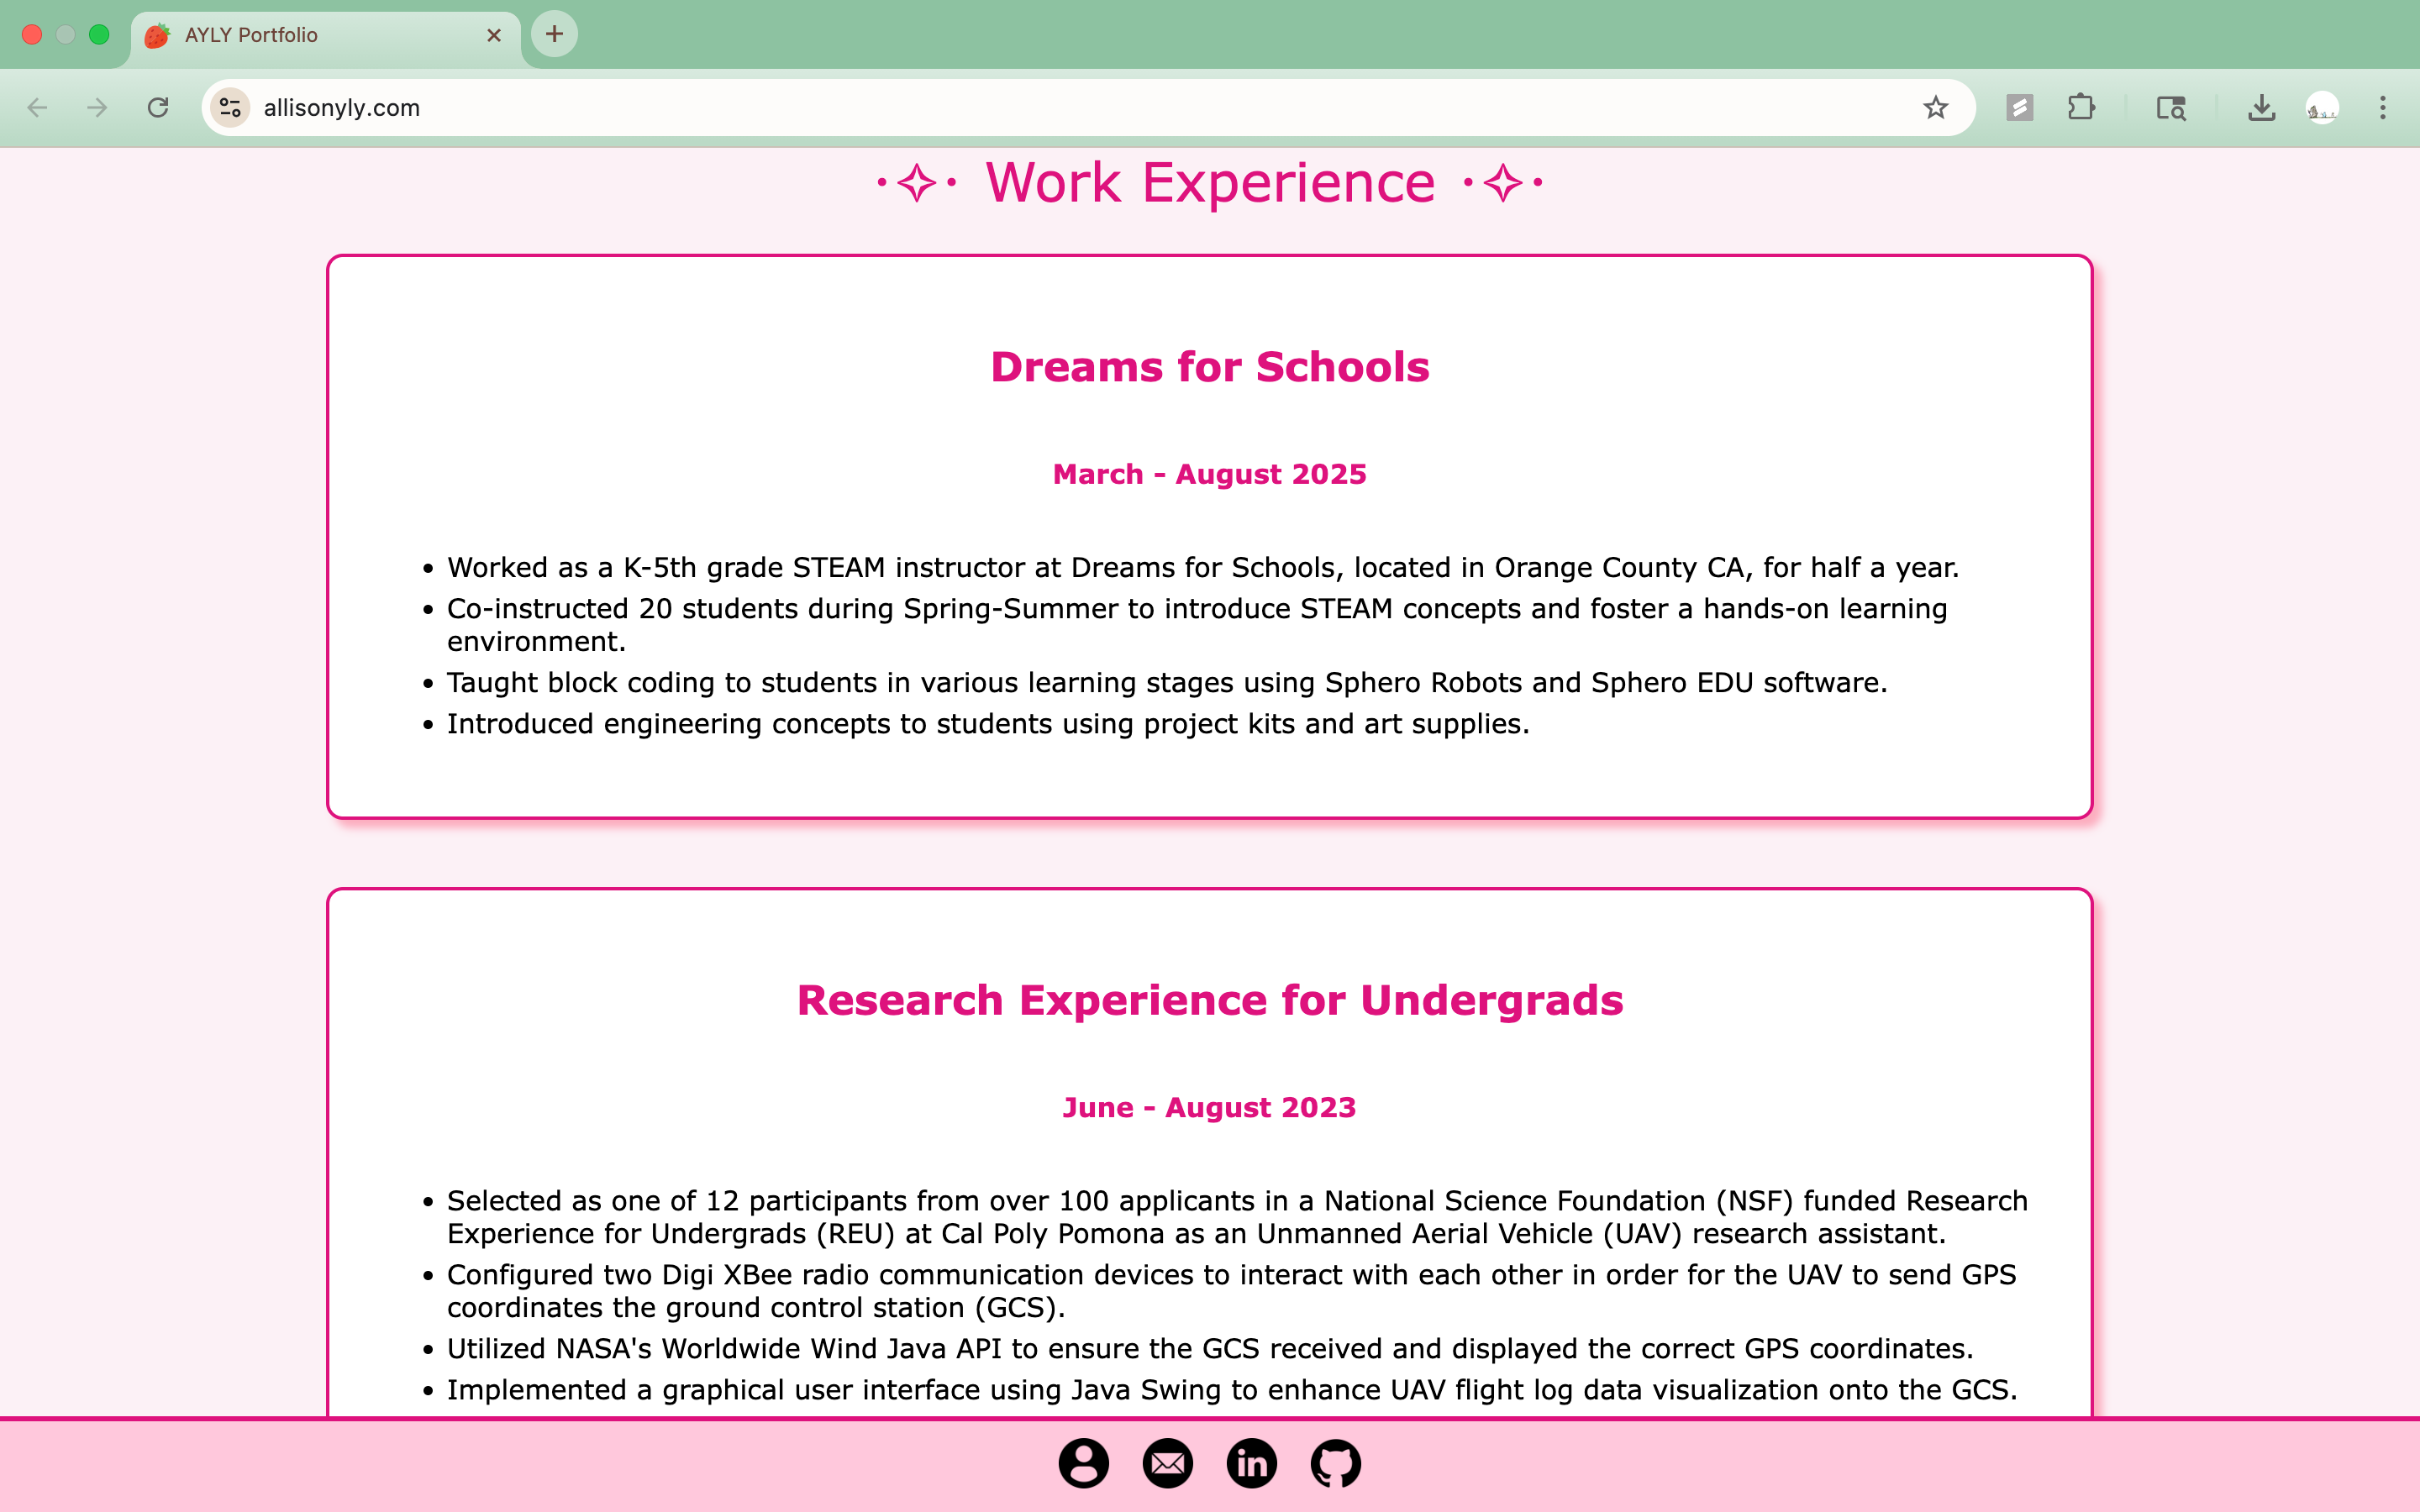 AYLY Portfolio
allisonyly.com
·✧· Work Experience ·✧·
Dreams for Schools
March - August 2025
• Worked as a K-5th grade STEAM instructor at Dreams for Schools, located in Orange County CA, for half a year.
• Co-instructed 20 students during Spring-Summer to introduce STEAM concepts and foster a hands-on learning
environment.
• Taught block coding to students in various learning stages using Sphero Robots and Sphero EDU software.
• Introduced engineering concepts to students using project kits and art supplies.
Research Experience for Undergrads
June - August 2023
• Selected as one of 12 participants from over 100 applicants in a National Science Foundation (NSF) funded Research
Experience for Undergrads (REU) at Cal Poly Pomona as an Unmanned Aerial Vehicle (UAV) research assistant.
• Configured two Digi XBee radio communication devices to interact with each other in order for the UAV to send GPS
coordinates the ground control station (GCS).
• Utilized NASA's Worldwide Wind Java API to ensure the GCS received and displayed the correct GPS coordinates.
• Implemented a graphical user interface using Java Swing to enhance UAV flight log data visualization onto the GCS.
in